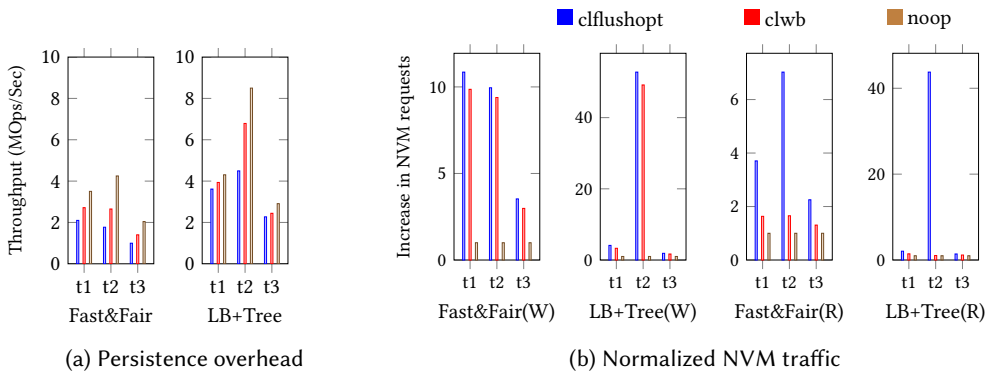 clflushopt clwb noop
Throughput (MOps/Sec)
10
8
6
4
2
0
t1 t2 t3
Fast&Fair
10
8
6
4
2
0
t1 t2 t3
LB+Tree
(a) Persistence overhead
Increase in NVM requests
10
5
0
t1 t2 t3
Fast&Fair(W)
40
20
0
t1 t2 t3
LB+Tree(W)
6
4
2
0
t1 t2 t3
Fast&Fair(R)
40
20
0
t1 t2 t3
LB+Tree(R)
(b) Normalized NVM traffic